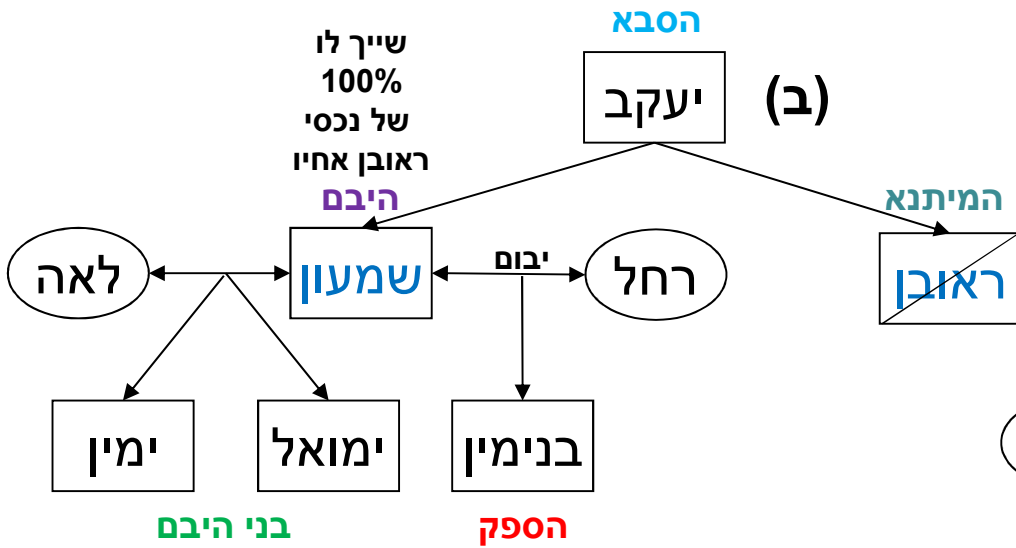 הסבא
שייך לו
100%
של נכסי
ראובן אחיו
יעקב
(ב)
היבם
המיתנא
לאה
שמעון
יבום
רחל
ראובן
ימין
ימואל
בנימין
בני היבם
הספק